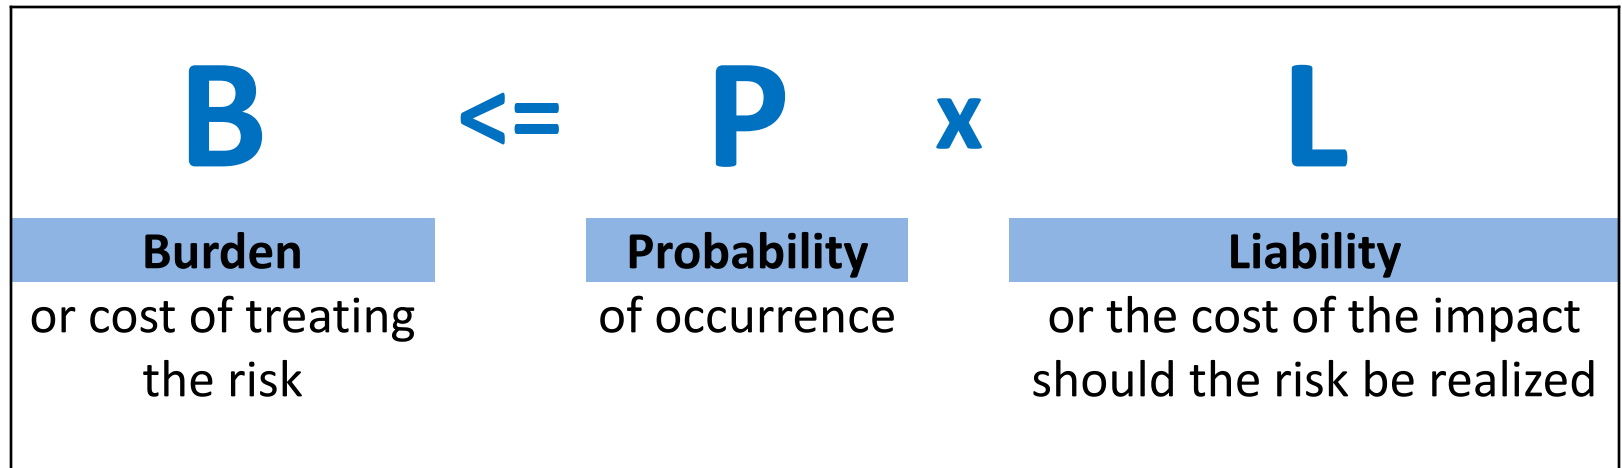 B <= P x L
Burden Probability Liability
or cost of treating of occurrence or the cost of the impact
the risk should the risk be realized